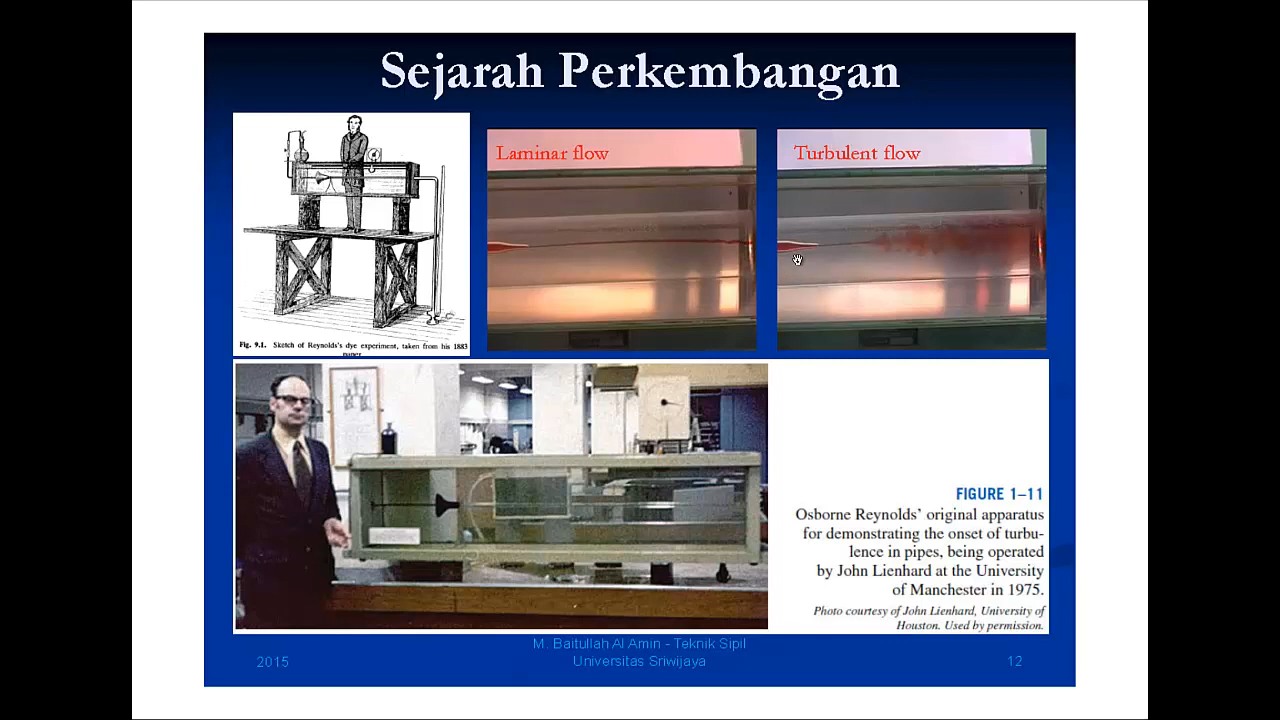 Sejarah Perkembangan
Laminar flow
Turbulent flow
Fig. 9.1. Sketch of Reynolds's dye experiment, taken from his 1883
paper
FIGURE 1–11
Osborne Reynolds' original apparatus
for demonstrating the onset of turbu-
lence in pipes, being operated
by John Lienhard at the University
of Manchester in 1975.
Photo courtesy of John Lienhard, University of
Houston. Used by permission.
2015
M. Baitullah Al Amin - Teknik Sipil
Universitas Sriwijaya
12